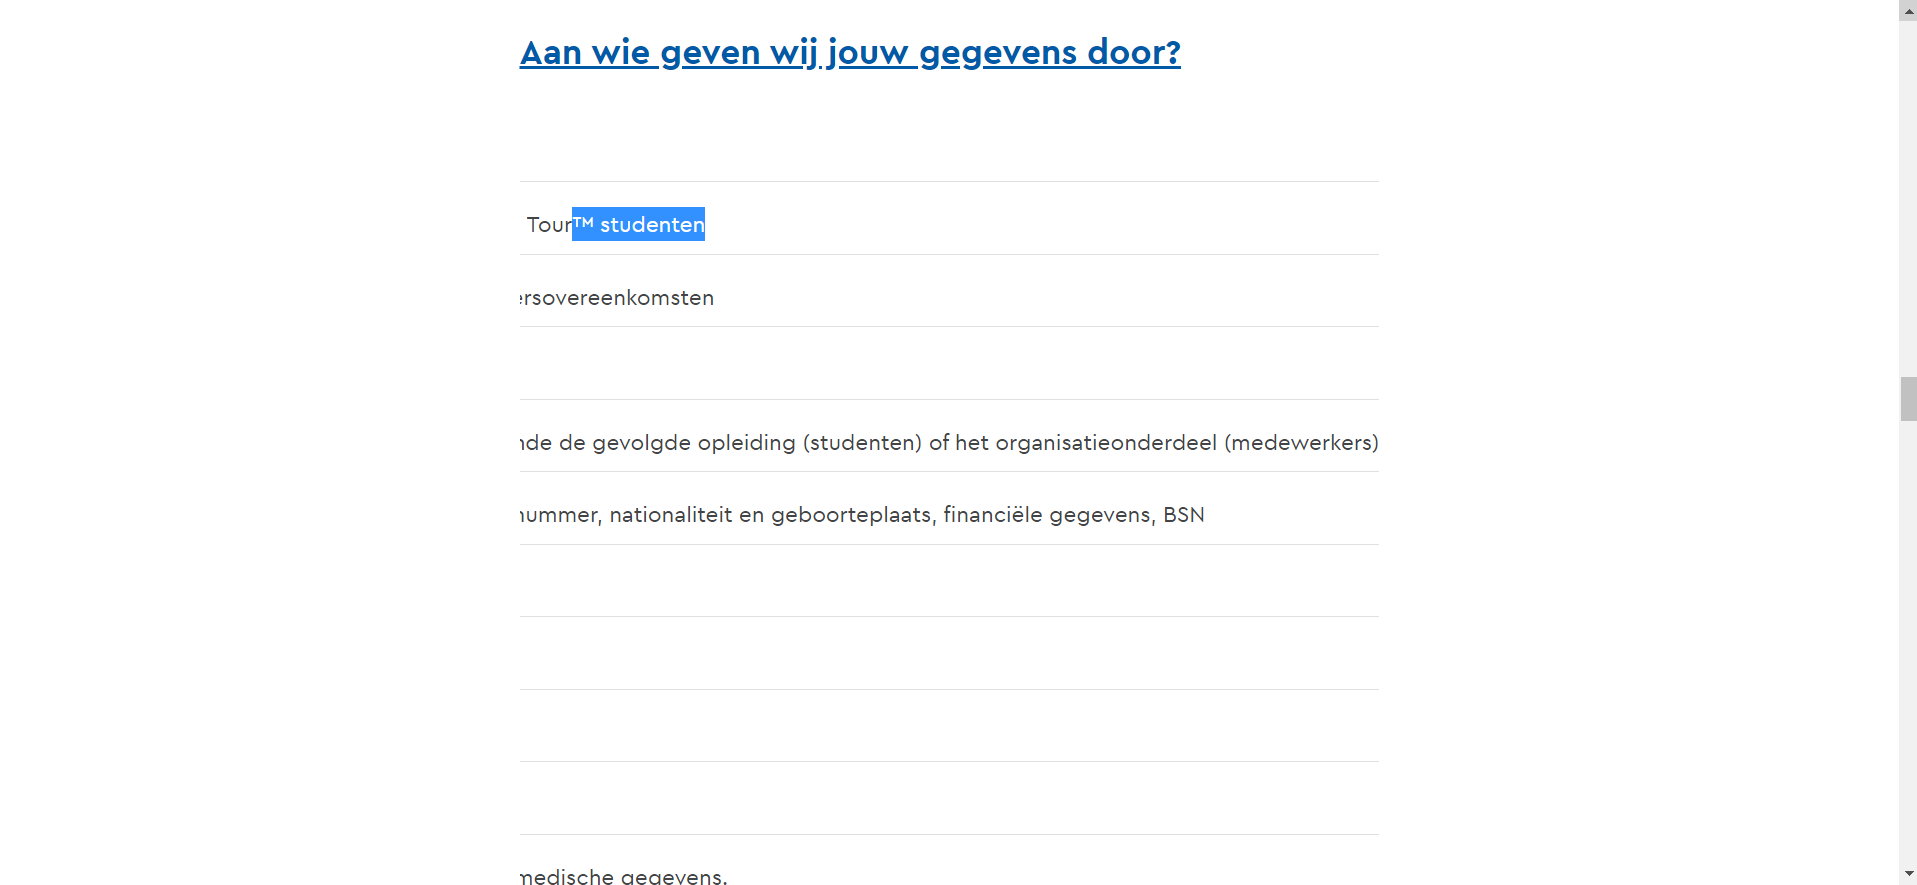 Aan wie geven wij jouw gegevens door?
Tour™ studenten
ersovereenkomsten
nde de gevolgde opleiding (studenten) of het organisatieonderdeel (medewerkers)
nummer, nationaliteit en geboorteplaats, financiële gegevens, BSN
medische gegevens.